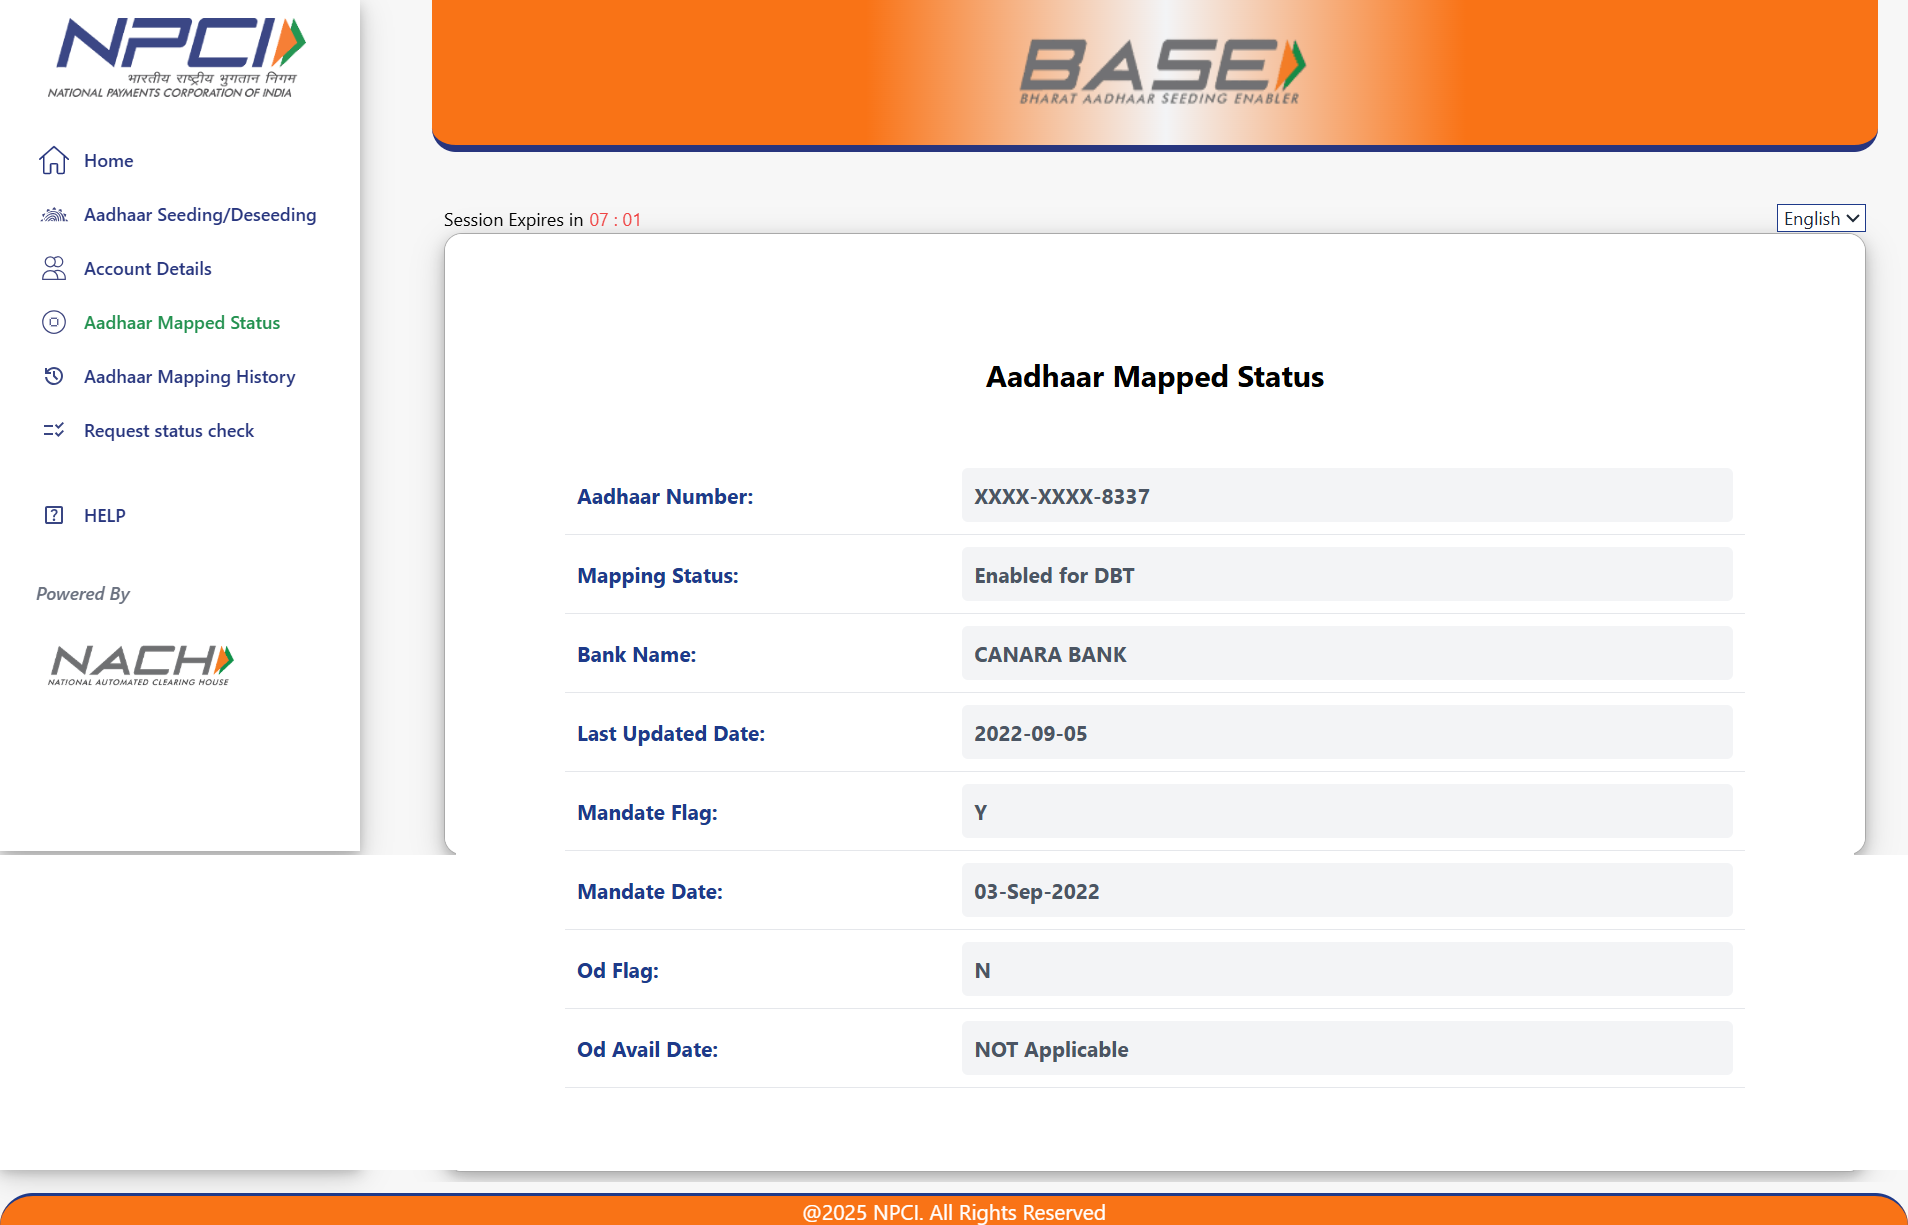 NPCI
भारतीय राष्ट्रीय भुगतान निगम
NATIONAL PAYMENTS CORPORATION OF INDIA
Home
Aadhaar Seeding/Deseeding
Account Details
Aadhaar Mapped Status
Aadhaar Mapping History
Request status check
HELP
Powered By
NACH
NATIONAL AUTOMATED CLEARING HOUSE
BASE
BHARAT AADHAAR SEEDING ENABLER
Session Expires in 07 : 01
English
Aadhaar Mapped Status
Aadhaar Number: XXXX-XXXX-8337
Mapping Status: Enabled for DBT
Bank Name: CANARA BANK
Last Updated Date: 2022-09-05
Mandate Flag: Y
Mandate Date: 03-Sep-2022
Od Flag: N
Od Avail Date: NOT Applicable
@2025 NPCI. All Rights Reserved